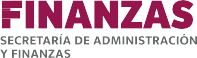 FINANZAS
SECRETARÍA DE ADMINISTRACIÓN
Y FINANZAS